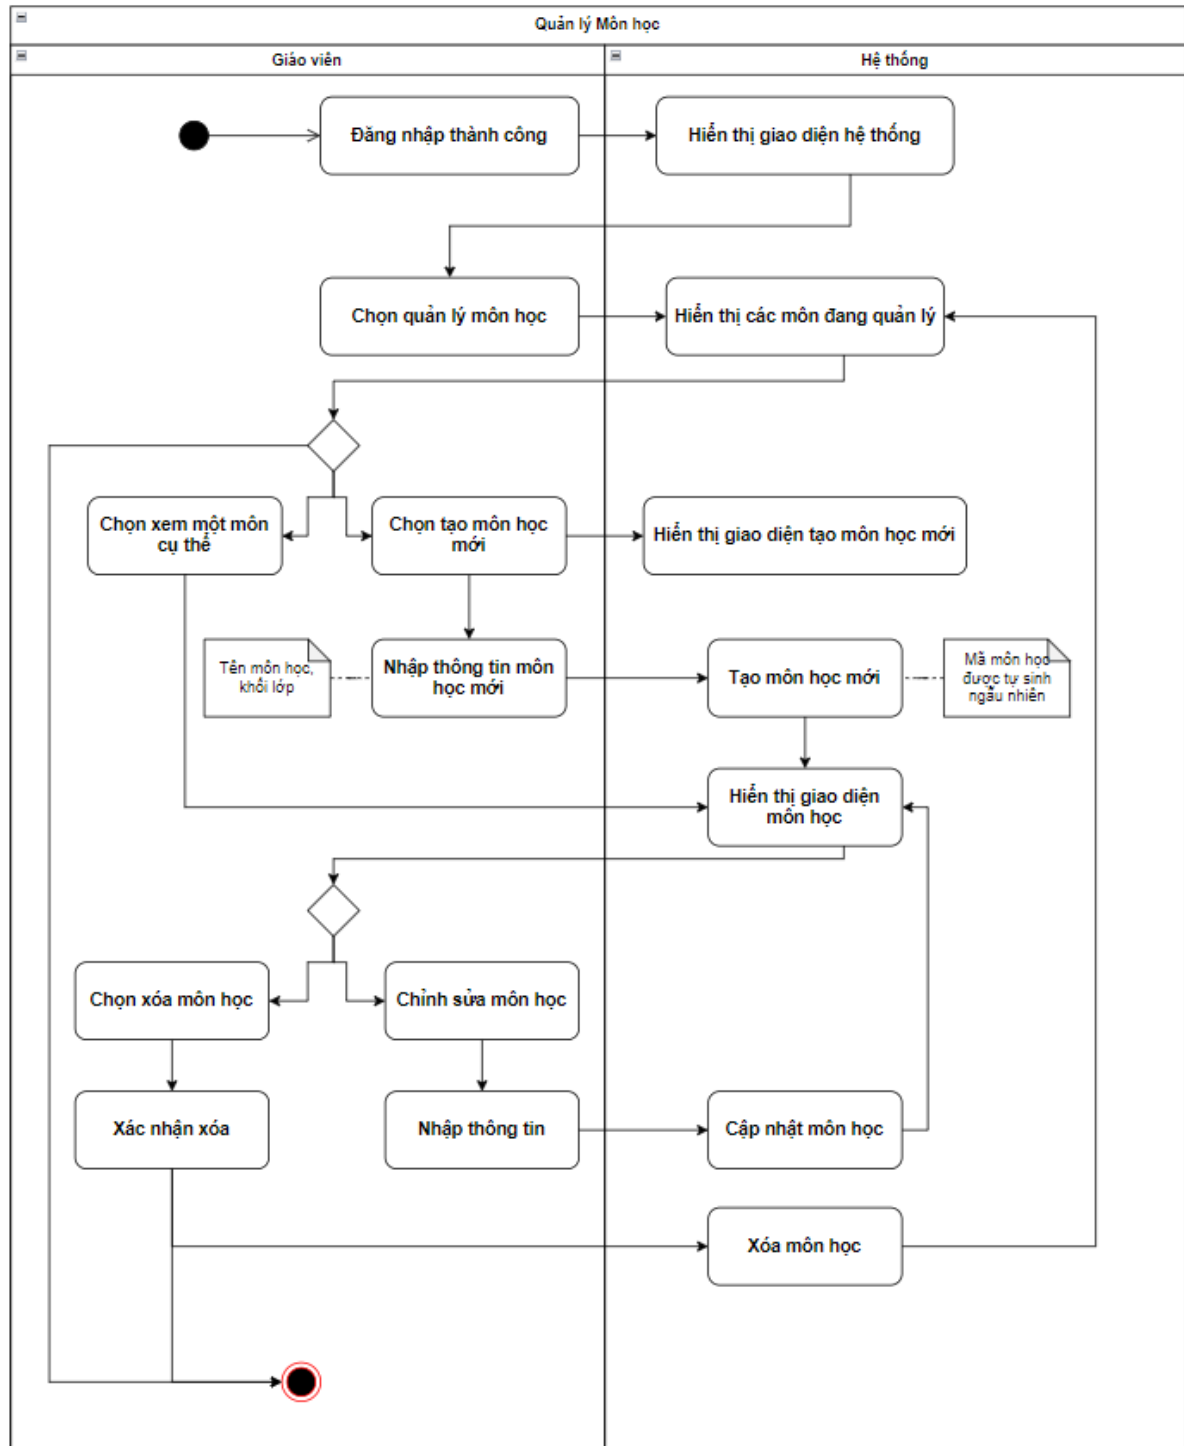 Quản lý Môn học
Giáo viên
Hệ thống
Đăng nhập thành công
Hiển thị giao diện hệ thống
Chọn quản lý môn học
Hiển thị các môn đang quản lý
Chọn xem một môn
cụ thể
Chọn tạo môn học
mới
Hiển thị giao diện tạo môn học mới
Tên môn học,
khối lớp
Nhập thông tin môn
học mới
Tạo môn học mới
Mã môn học
được tự sinh
ngẫu nhiên
Hiển thị giao diện
môn học
Chọn xóa môn học
Chỉnh sửa môn học
Xác nhận xóa
Nhập thông tin
Cập nhật môn học
Xóa môn học